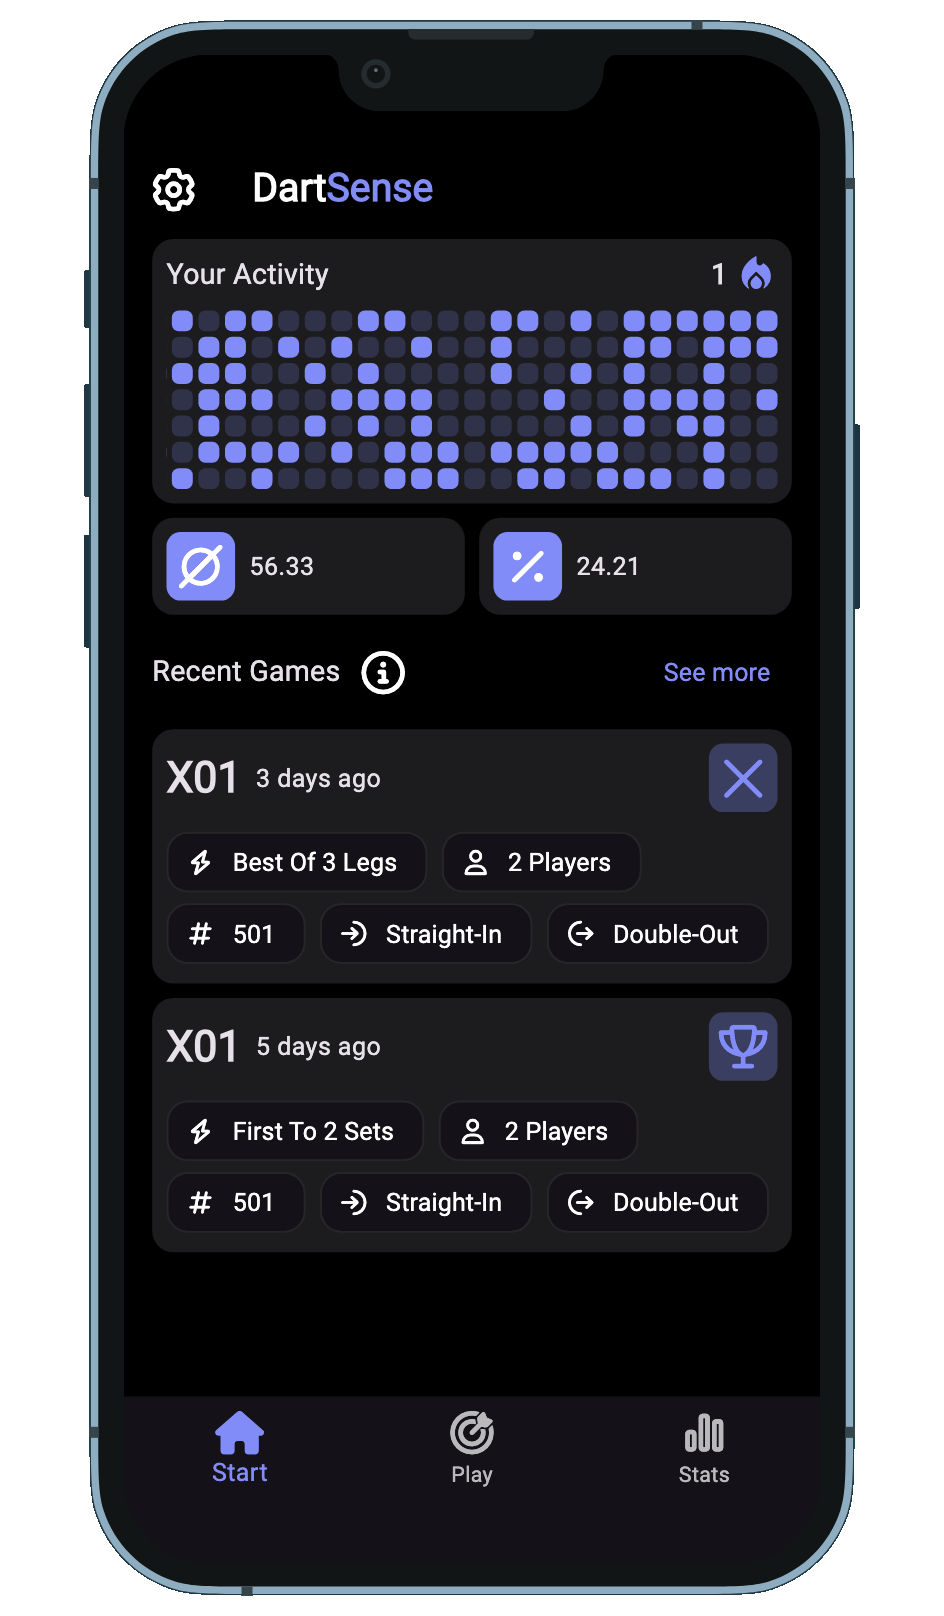 DartSense
Your Activity 1
56.33
24.21
Recent Games
See more
X01 3 days ago
Best Of 3 Legs
2 Players
501
Straight-In
Double-Out
X01 5 days ago
First To 2 Sets
2 Players
501
Straight-In
Double-Out
Start
Play
Stats